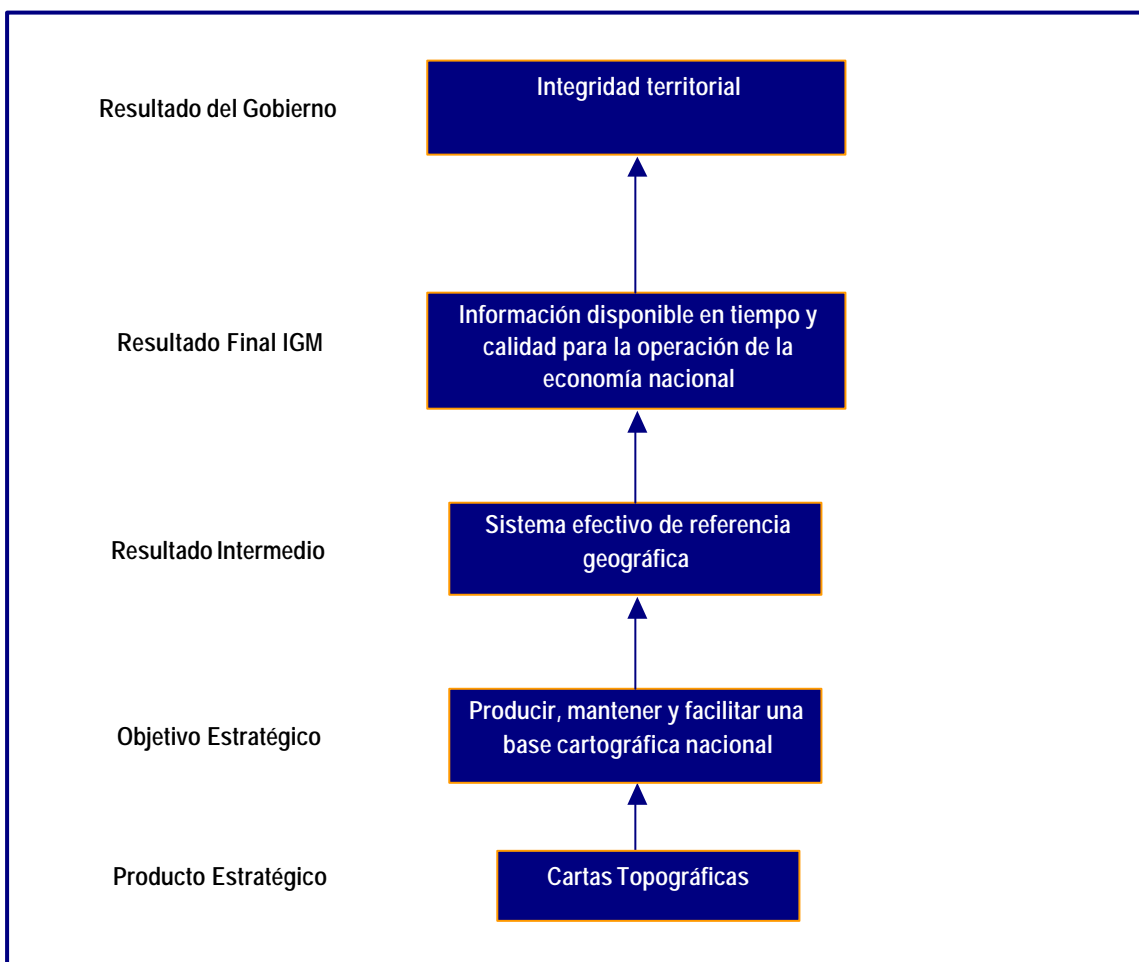 Resultado del Gobierno
Integridad territorial
Resultado Final IGM
Información disponible en tiempo y
calidad para la operación de la
economía nacional
Resultado Intermedio
Sistema efectivo de referencia
geográfica
Objetivo Estratégico
Producir, mantener y facilitar una
base cartográfica nacional
Producto Estratégico
Cartas Topográficas